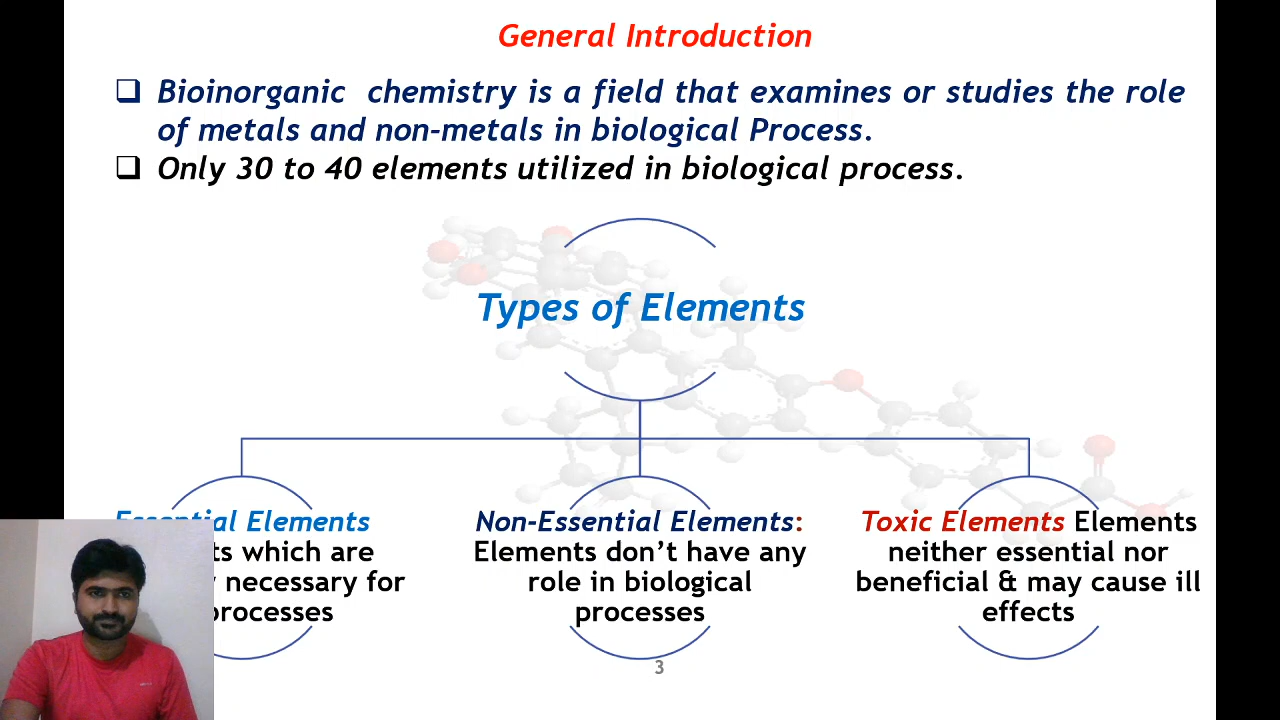 General Introduction
Bioinorganic chemistry is a field that examines or studies the role
of metals and non-metals in biological Process.
Only 30 to 40 elements utilized in biological process.
Types of Elements
Essential Elements
which are
necessary for
processes
Non-Essential Elements:
Elements don't have any
role in biological
processes
Toxic Elements Elements
neither essential nor
beneficial & may cause ill
effects
3